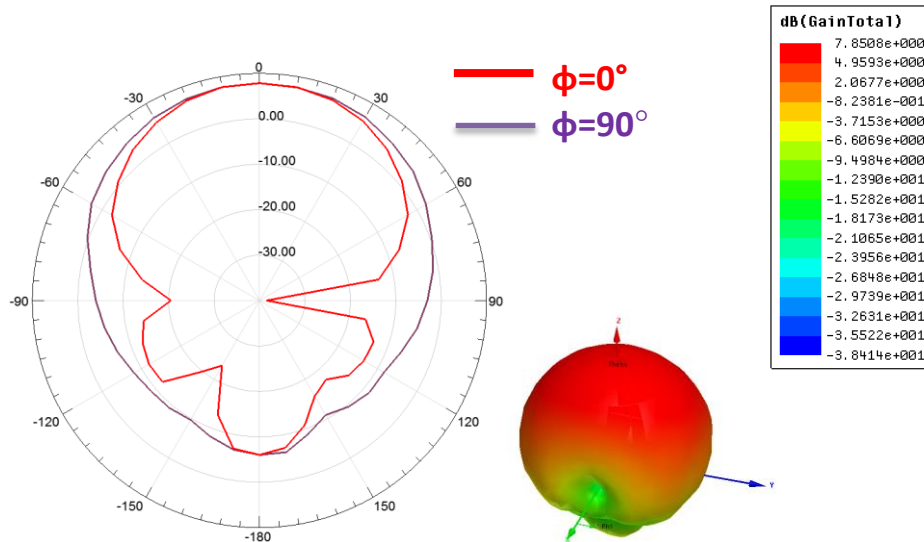 0
30
60
90
120
150
-180
-150
-120
-90
-60
-30
0.00
-10.00
-20.00
-30.00
ϕ=0°
ϕ=90°
dB(GainTotal)
7.8508e+000
4.9593e+000
2.0677e+000
-8.2381e-001
-3.7153e+000
-6.6069e+000
-9.4984e+000
-1.2390e+001
-1.5282e+001
-1.8173e+001
-2.1065e+001
-2.3956e+001
-2.6848e+001
-2.9739e+001
-3.2631e+001
-3.5522e+001
-3.8414e+001
Z
Theta
Y
Phi